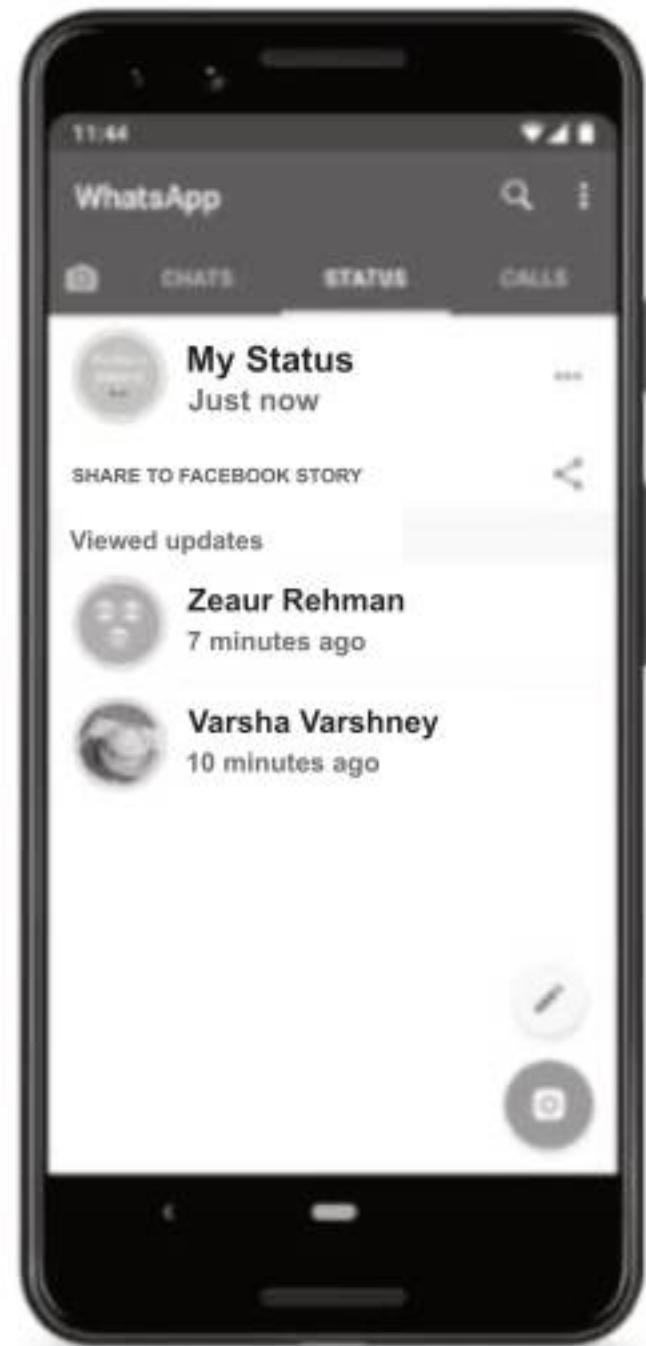 11:44
WhatsApp
CHATS STATUS CALLS
My Status
Just now
SHARE TO FACEBOOK STORY
Viewed updates
Zeaur Rehman
7 minutes ago
Varsha Varshney
10 minutes ago